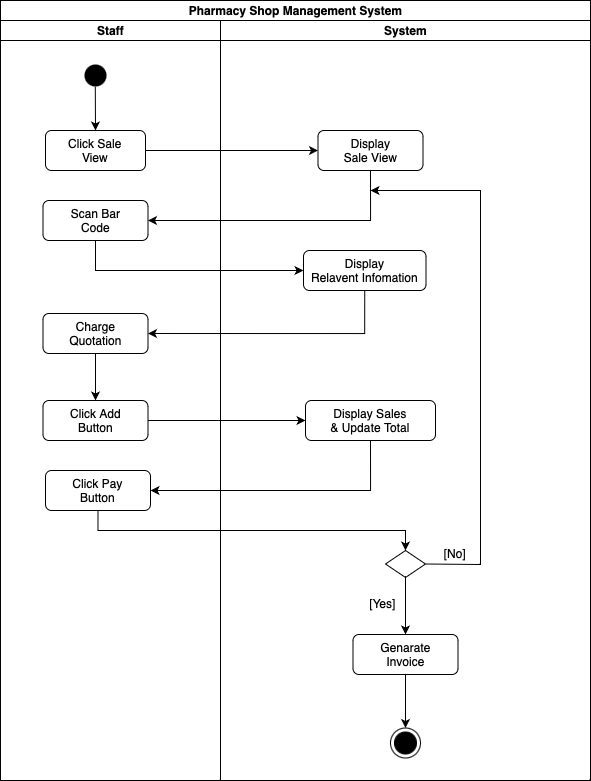 Pharmacy Shop Management System
Staff
System
Click Sale
View
Display
Sale View
Scan Bar
Code
Display
Relavent Infomation
Charge
Quotation
Click Add
Button
Display Sales
& Update Total
Click Pay
Button
[No]
[Yes]
Genarate
Invoice